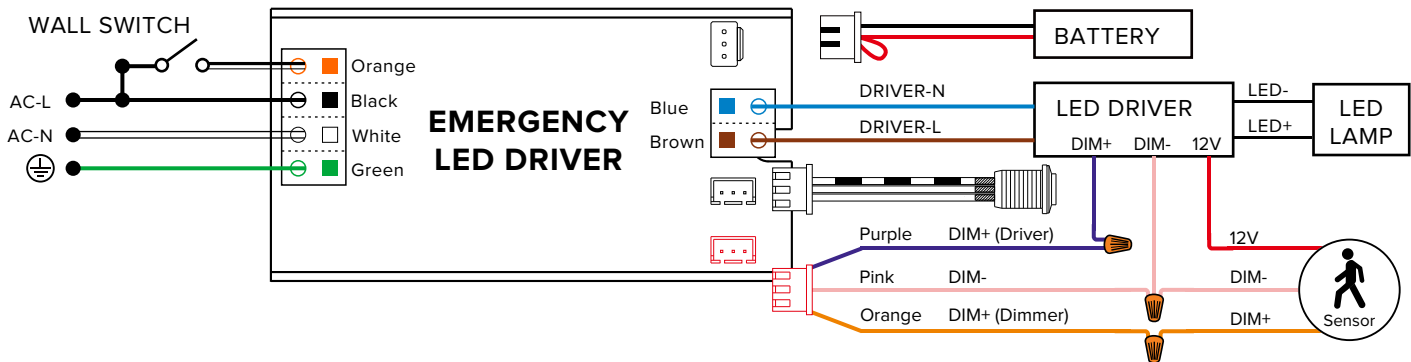 WALL SWITCH
AC-L
AC-N
Orange
Black
White
Green
EMERGENCY
LED DRIVER
Blue
Brown
BATTERY
DRIVER-N
DRIVER-L
LED DRIVER
DIM+ DIM- 12V
LED-
LED+
LED
LAMP
Purple DIM+ (Driver)
Pink DIM-
Orange DIM+ (Dimmer)
12V
DIM-
DIM+
Sensor